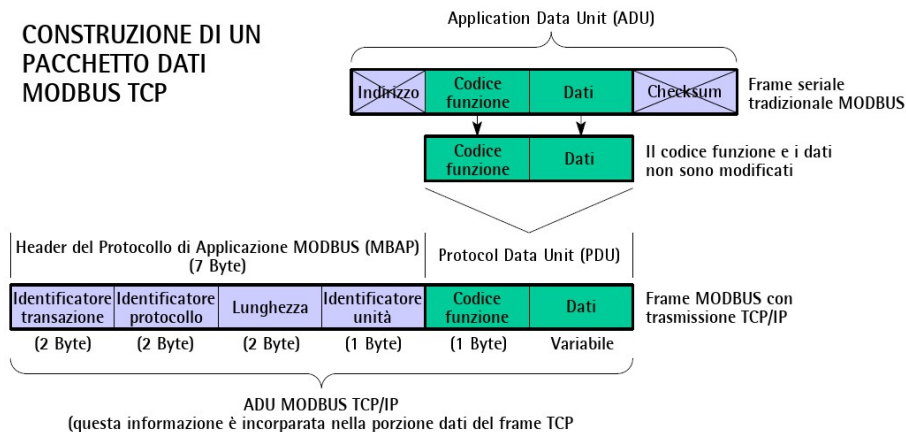 CONSTRUZIONE DI UN
PACCHETTO DATI
MODBUS TCP
Application Data Unit (ADU)
Indirizzo
Codice
funzione
Dati
Checksum
Frame seriale
tradizionale MODBUS
Codice
funzione
Dati
Il codice funzione e i dati
non sono modificati
Header del Protocollo di Applicazione MODBUS (MBAP)
(7 Byte)
Protocol Data Unit (PDU)
Identificatore
transazione
Identificatore
protocollo
Lunghezza
Identificatore
unità
Codice
funzione
Dati
Frame MODBUS con
trasmissione TCP/IP
(2 Byte)
(2 Byte)
(2 Byte)
(1 Byte)
(1 Byte)
Variabile
ADU MODBUS TCP/IP
(questa informazione è incorparata nella porzione dati del frame TCP